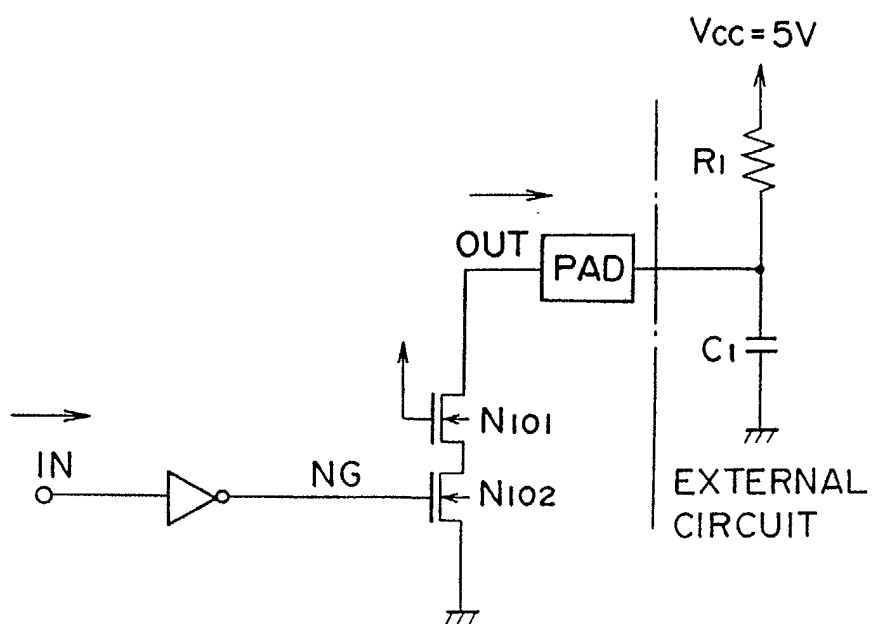 Vcc=5V
R1
OUT
PAD
C1
N101
IN
NG
N102
EXTERNAL
CIRCUIT